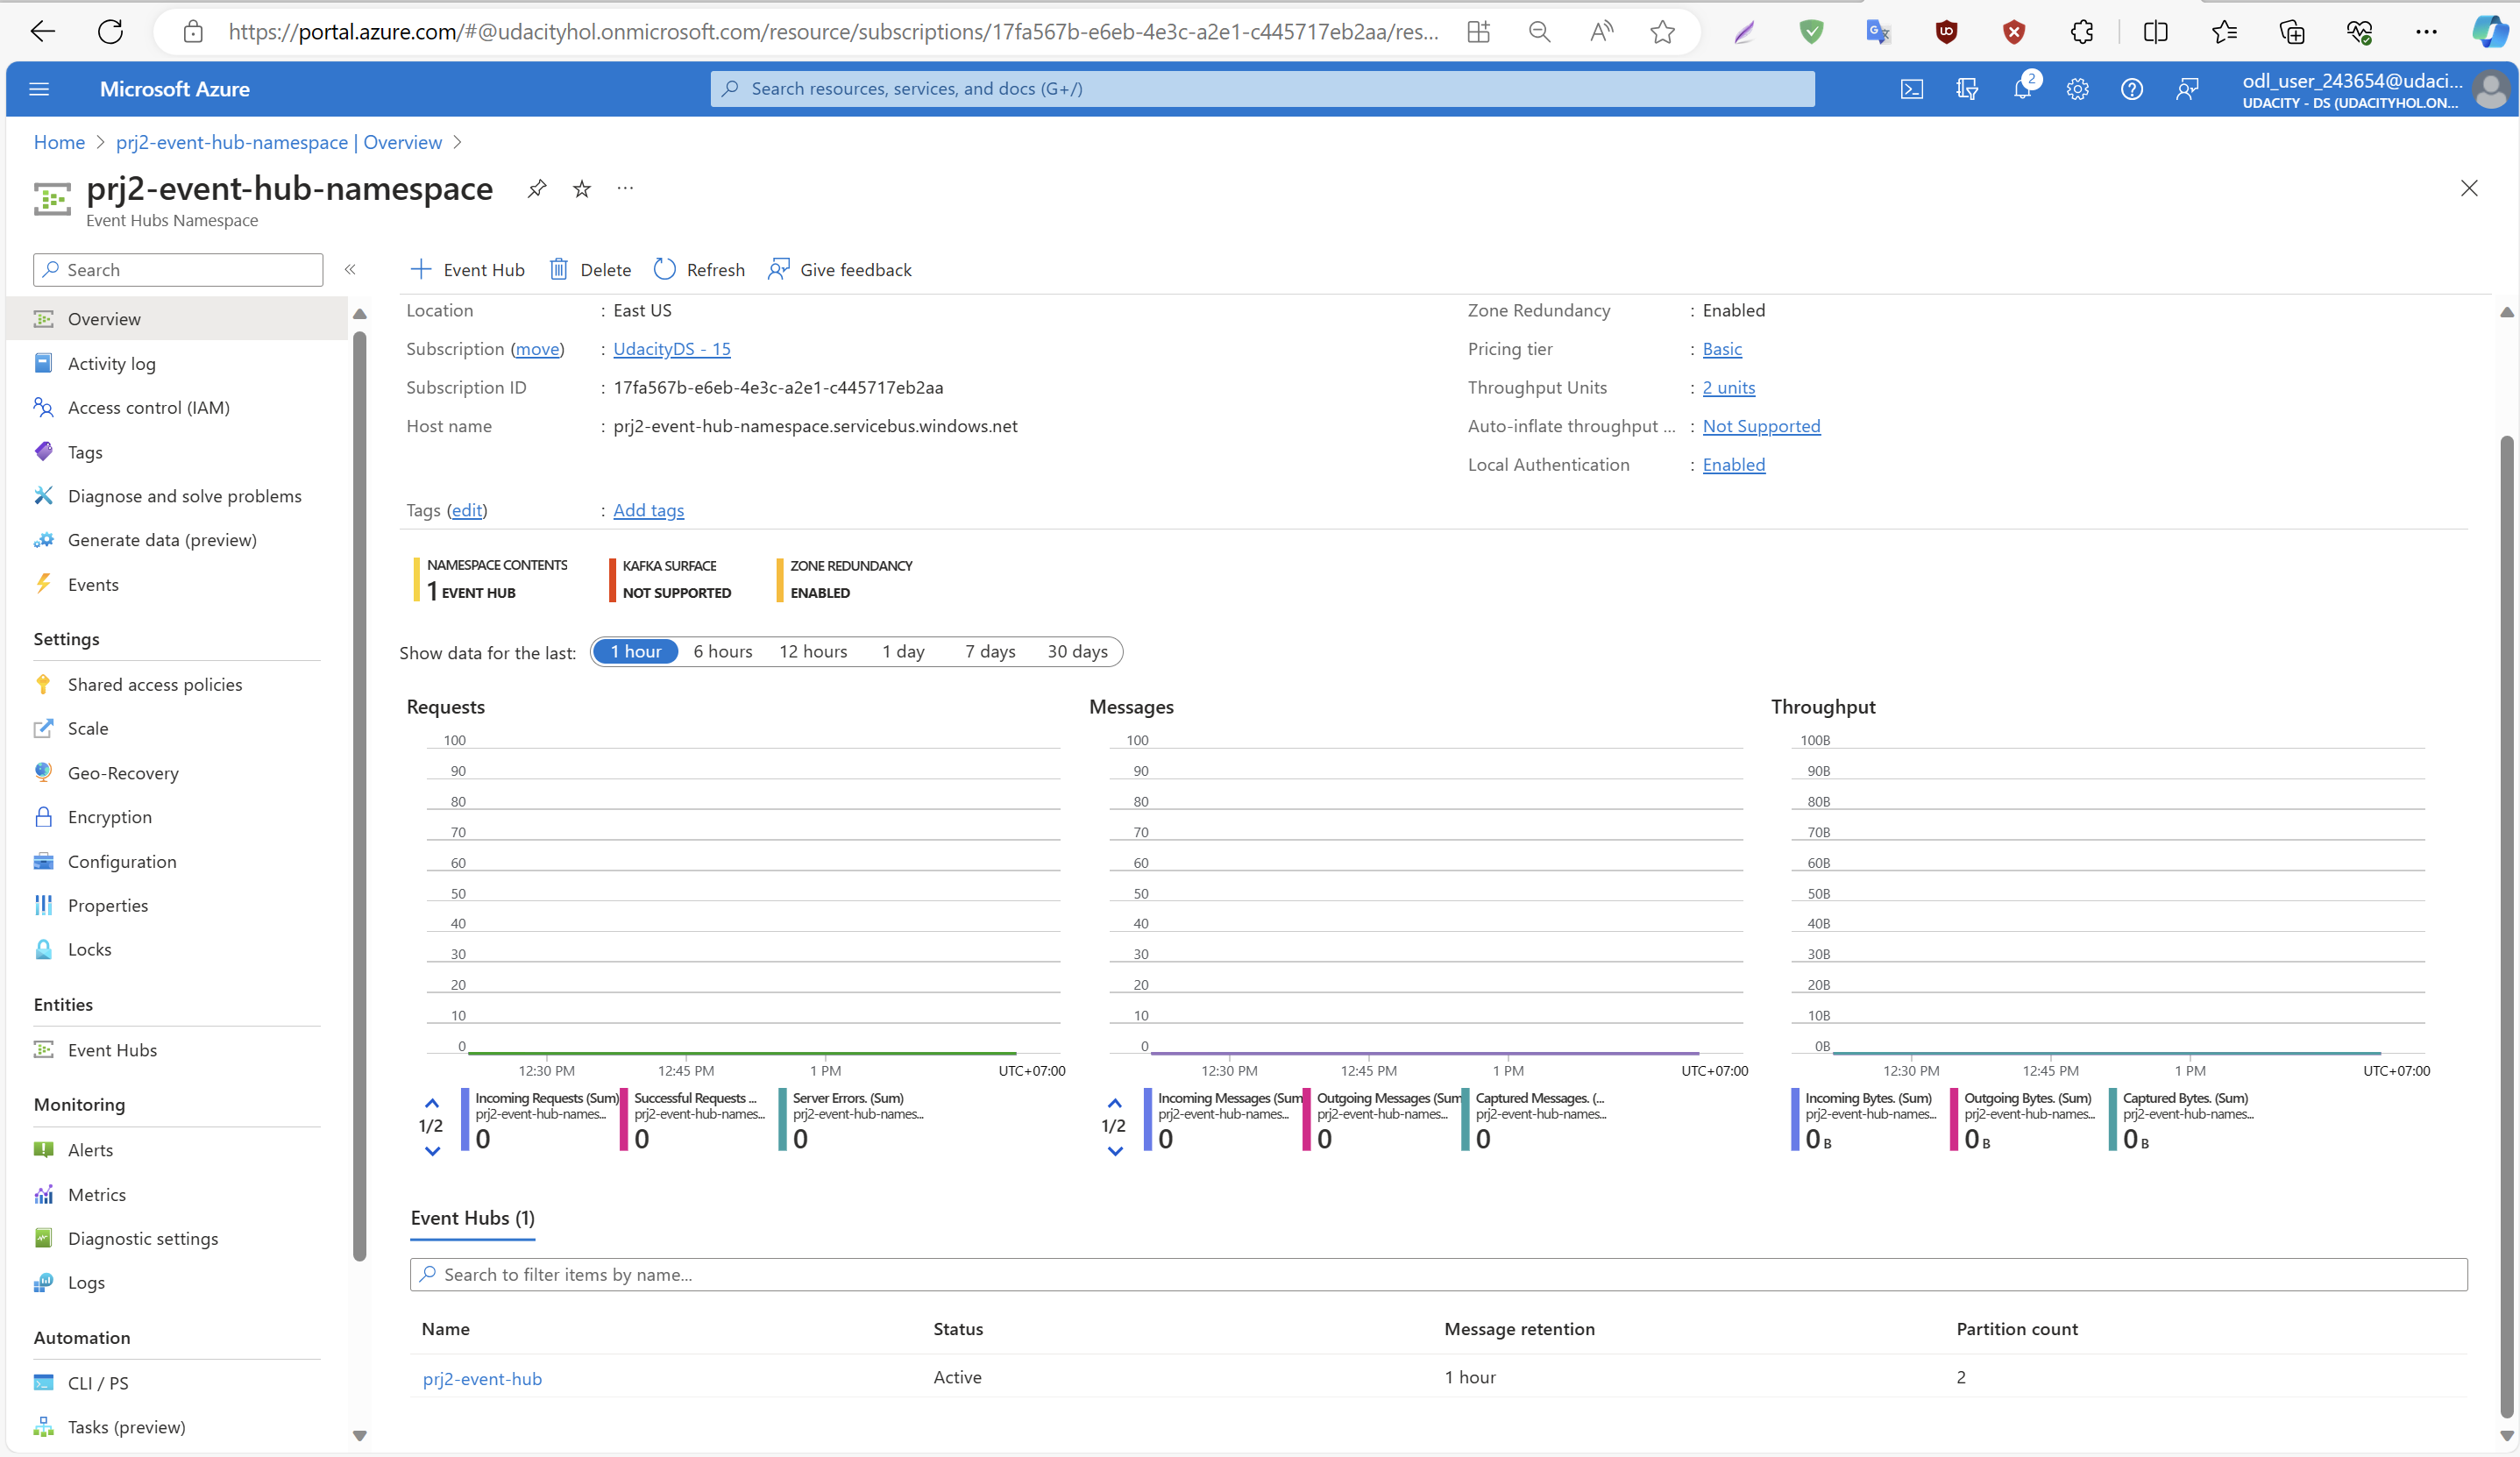 https://portal.azure.com/#@udacityhol.onmicrosoft.com/resource/subscriptions/17fa567b-e6eb-4e3c-a2e1-c445717eb2aa/res...
Microsoft Azure
Search resources, services, and docs (G+/)
2
odl_user_243654@udaci...
UDACITY - DS (UDACITYHOL.ON...
Home > prj2-event-hub-namespace | Overview >
prj2-event-hub-namespace
Event Hubs Namespace
Search
Overview
Activity log
Access control (IAM)
Tags
Diagnose and solve problems
Generate data (preview)
Events
Settings
Shared access policies
Scale
Geo-Recovery
Encryption
Configuration
Properties
Locks
Entities
Event Hubs
Monitoring
Alerts
Metrics
Diagnostic settings
Logs
Automation
CLI / PS
Tasks (preview)
Event Hub Delete Refresh Give feedback
Location : East US
Subscription (move) : UdacityDS - 15
Subscription ID : 17fa567b-e6eb-4e3c-a2e1-c445717eb2aa
Host name : prj2-event-hub-namespace.servicebus.windows.net
Zone Redundancy : Enabled
Pricing tier : Basic
Throughput Units : 2 units
Auto-inflate throughput ... : Not Supported
Local Authentication : Enabled
Tags (edit) : Add tags
NAMESPACE CONTENTS
1 EVENT HUB
KAFKA SURFACE
NOT SUPPORTED
ZONE REDUNDANCY
ENABLED
Show data for the last: 1 hour 6 hours 12 hours 1 day 7 days 30 days
Requests
100
90
80
70
60
50
40
30
20
10
0
12:30 PM 12:45 PM 1 PM UTC+07:00
1/2
Incoming Requests (Sum)
prj2-event-hub-names...
0
Successful Requests ...
prj2-event-hub-names...
0
Server Errors. (Sum)
prj2-event-hub-names...
0
Messages
100
90
80
70
60
50
40
30
20
10
0
12:30 PM 12:45 PM 1 PM UTC+07:00
1/2
Incoming Messages (Sum
prj2-event-hub-names...
0
Outgoing Messages (Sum
prj2-event-hub-names...
0
Captured Messages. (...
prj2-event-hub-names...
0
Throughput
100B
90B
80B
70B
60B
50B
40B
30B
20B
10B
0B
12:30 PM 12:45 PM 1 PM UTC+07:00
Incoming Bytes. (Sum)
prj2-event-hub-names...
0 B
Outgoing Bytes. (Sum)
prj2-event-hub-names...
0 B
Captured Bytes. (Sum)
prj2-event-hub-names...
0 B
Event Hubs (1)
Search to filter items by name...
Name Status Message retention Partition count
prj2-event-hub Active 1 hour 2